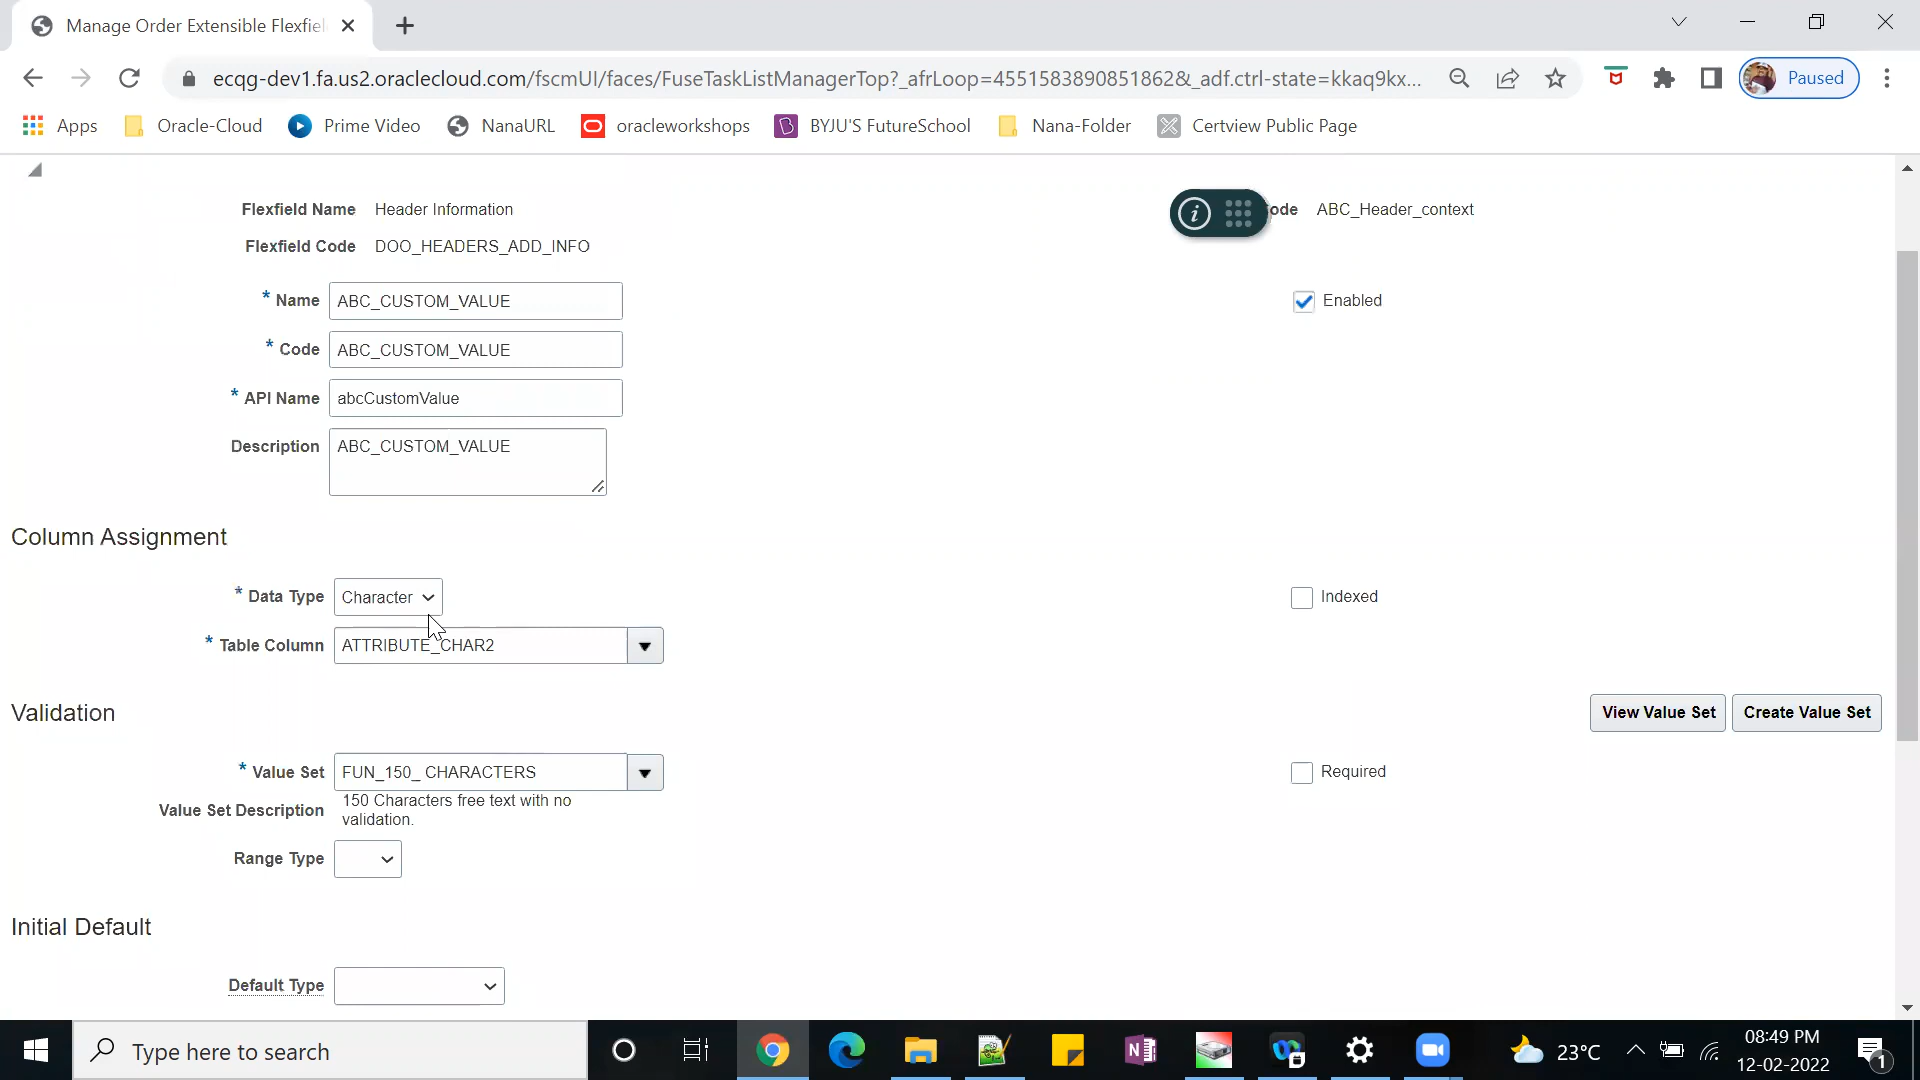 Manage Order Extensible Flexfiel
ecqg-dev1.fa.us2.oraclecloud.com/fscmUI/faces/FuseTaskListManagerTop?_afrLoop=4551583890851862&_adf.ctrl-state=kkaq9kx...
Paused
Apps Oracle-Cloud Prime Video NanaURL oracleworkshops BYJU'S FutureSchool Nana-Folder Certview Public Page
Flexfield Name Header Information ode ABC_Header_context
Flexfield Code DOO_HEADERS_ADD_INFO
* Name ABC_CUSTOM_VALUE Enabled
* Code ABC_CUSTOM_VALUE
* API Name abcCustomValue
Description ABC_CUSTOM_VALUE
Column Assignment
* Data Type Character Indexed
* Table Column ATTRIBUTE_CHAR2
Validation View Value Set Create Value Set
* Value Set FUN_150_ CHARACTERS Required
Value Set Description 150 Characters free text with no
validation.
Range Type
Initial Default
Default Type
Type here to search
23°C
08:49 PM
12-02-2022
1